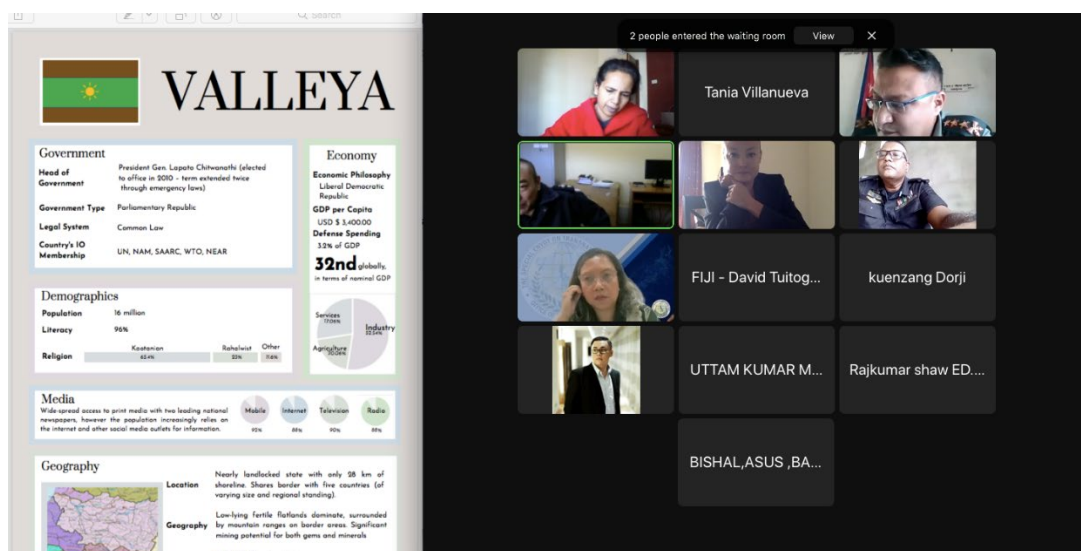 Search
VALLEYA
Government
Head of Government
President Gen. Lapato Chitwanathi (elected
to office in 2010 - term extended twice
through emergency laws)
Government Type
Parliamentary Republic
Legal System
Common Law
Country's IO Membership
UN, NAM, SAARC, WTO, NEAR
Economy
Economic Philosophy
Liberal Democratic
Republic
GDP per Capita
USD $ 3,400.00
Defense Spending
3.2% of GDP
32nd globally,
in terms of nominal GDP
Services
Industry
Agriculture
Demographics
Population
16 million
Literacy
96%
Religion
Kootenian
Rahelwist
Other
Media
Wide-spread access to print media with two leading national
newspapers, however the population increasingly relies on
the internet and other social media outlets for information.
Mobile
Internet
Television
Radio
92%
88%
90%
88%
Geography
Location
Nearly landlocked state with only 28 km of
shoreline. Shares border with five countries (of
varying size and regional standing).
Geography
Low-lying fertile flatlands dominate, surrounded
by mountain ranges on border areas. Significant
mining potential for both gems and minerals
2 people entered the waiting room
View
Tania Villanueva
FIJI - David Tuitog...
kuenzang Dorji
UTTAM KUMAR M...
Rajkumar shaw ED....
BISHAL,ASUS ,BA...